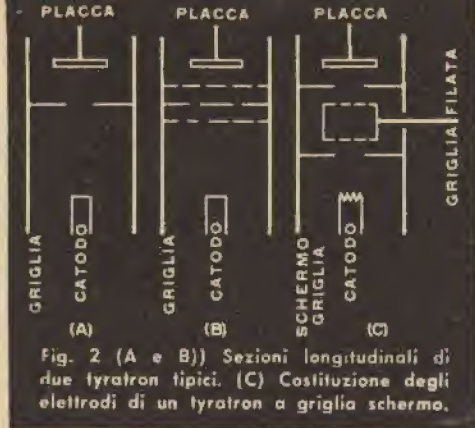 PLACCA PLACCA PLACCA
GRIGLIA FILATA
GRIGLIA
CATODO
GRIGLIA
CATODO
SCHERMO
GRIGLIA
CATODO
(A) (B) (C)
Fig. 2 (A e B)) Sezioni longitudinali di
due tyratron tipici. (C) Costituzione degli
elettrodi di un tyratron a griglia schermo.